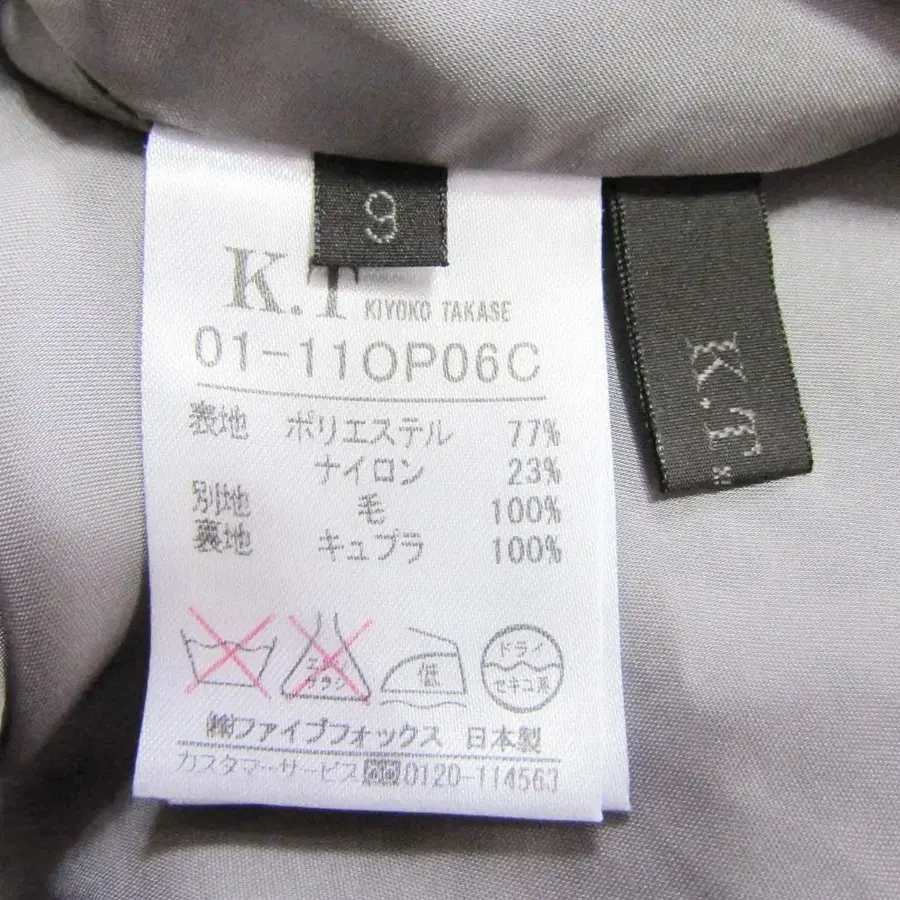 9
K.T KIYOKO TAKASE
01-11OP06C
表地 ポリエステル 77%
ナイロン 23%
別地 毛 100%
裏地 キュプラ 100%
エンソ サラシ 低 ドライ セキユ系
㈱ファイブフォックス 日本製
カスタマーサービス 0120-114563
K.T